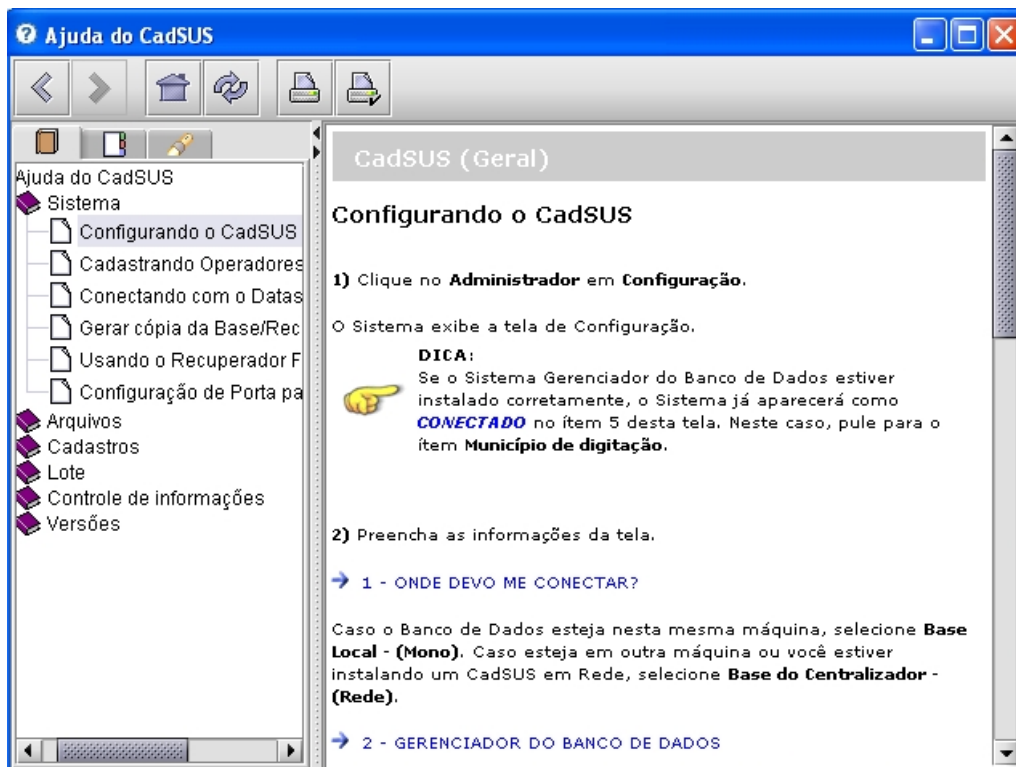 Ajuda do CadSUS
Ajuda do CadSUS
Sistema
Configurando o CadSUS
Cadastrando Operadores
Conectando com o Datas
Gerar cópia da Base/Rec
Usando o Recuperador F
Configuração de Porta pa
Arquivos
Cadastros
Lote
Controle de informações
Versões
CadSUS (Geral)
Configurando o CadSUS
1) Clique no Administrador em Configuração.
O Sistema exibe a tela de Configuração.
DICA:
Se o Sistema Gerenciador do Banco de Dados estiver
instalado corretamente, o Sistema já aparecerá como
CONECTADO no ítem 5 desta tela. Neste caso, pule para o
ítem Município de digitação.
2) Preencha as informações da tela.
1 - ONDE DEVO ME CONECTAR?
Caso o Banco de Dados esteja nesta mesma máquina, selecione Base
Local - (Mono). Caso esteja em outra máquina ou você estiver
instalando um CadSUS em Rede, selecione Base do Centralizador -
(Rede).
2 - GERENCIADOR DO BANCO DE DADOS